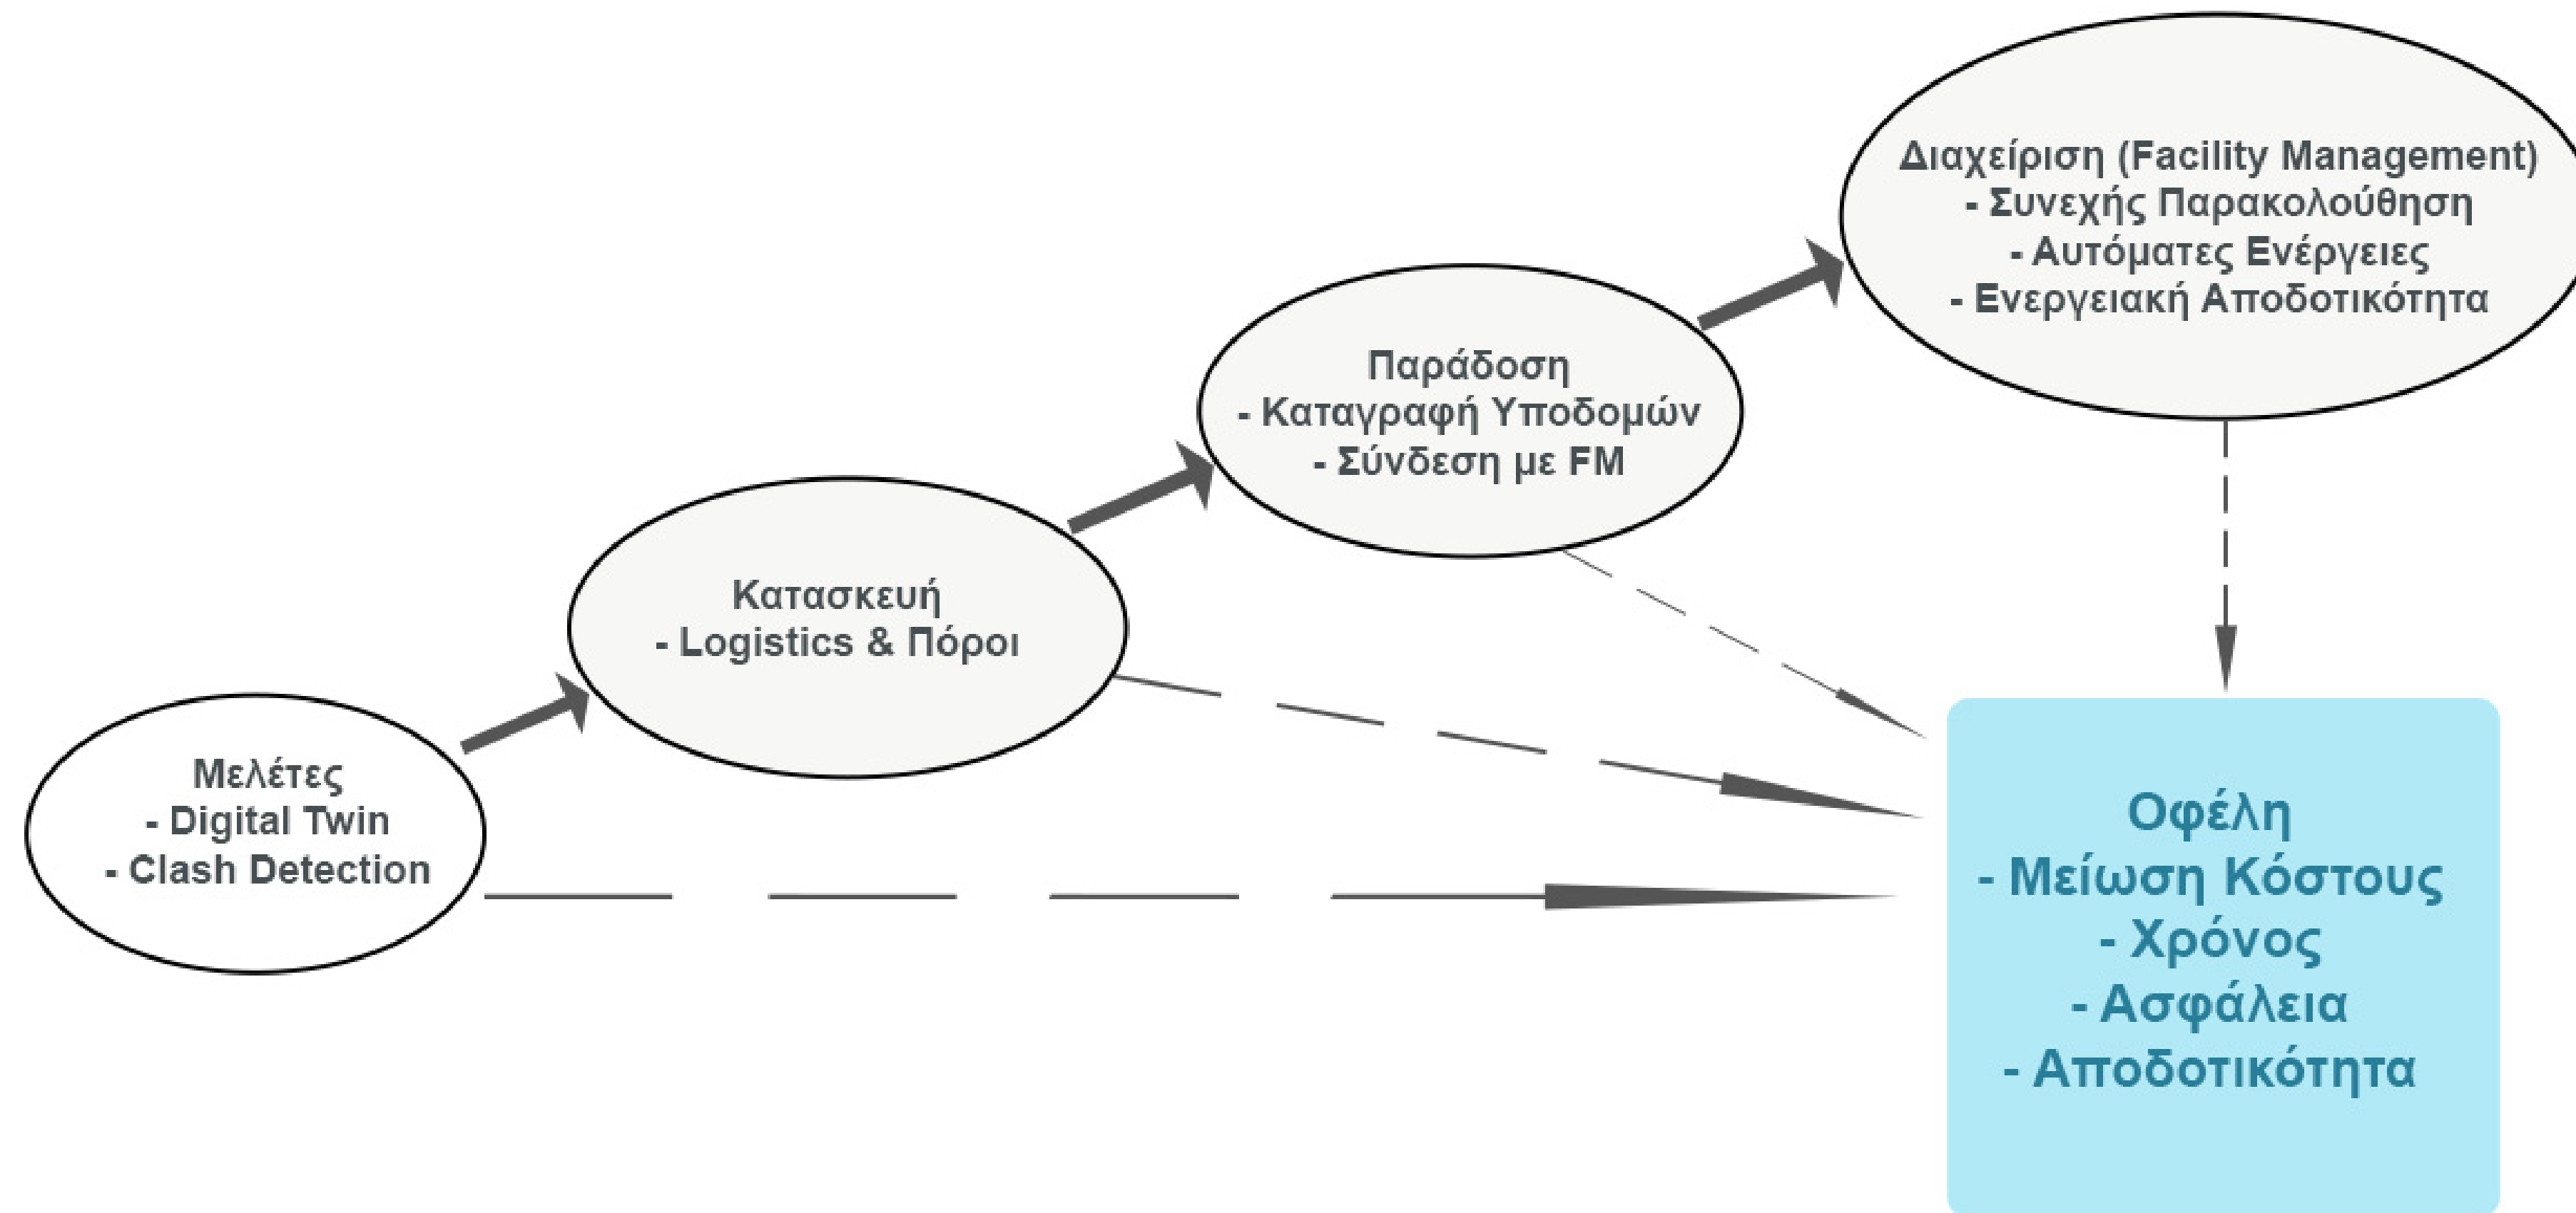 Μελέτες
- Digital Twin
- Clash Detection
Κατασκευή
- Logistics & Πόροι
Παράδοση
- Καταγραφή Υποδομών
- Σύνδεση με FM
Διαχείριση (Facility Management)
- Συνεχής Παρακολούθηση
- Αυτόματες Ενέργειες
- Ενεργειακή Αποδοτικότητα
Οφέλη
- Μείωση Κόστους
- Χρόνος
- Ασφάλεια
- Αποδοτικότητα